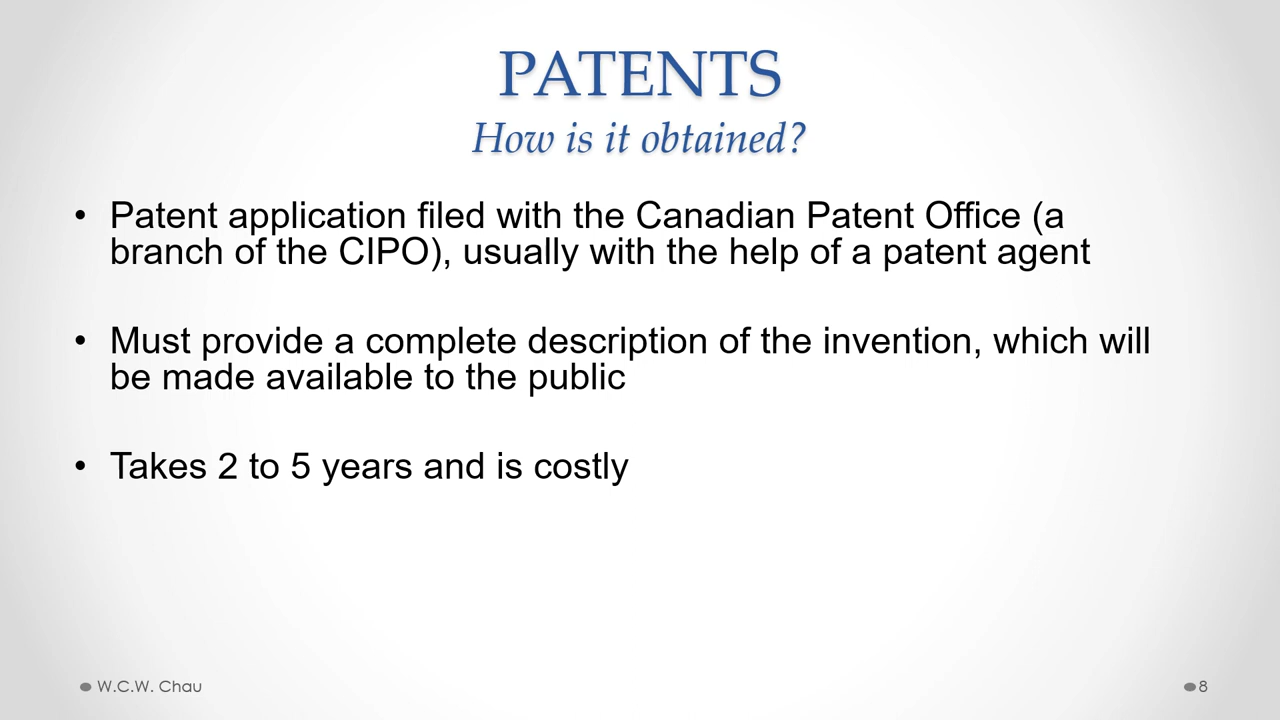 PATENTS
How is it obtained?
• Patent application filed with the Canadian Patent Office (a
branch of the CIPO), usually with the help of a patent agent
• Must provide a complete description of the invention, which will
be made available to the public
• Takes 2 to 5 years and is costly
W.C.W. Chau
8